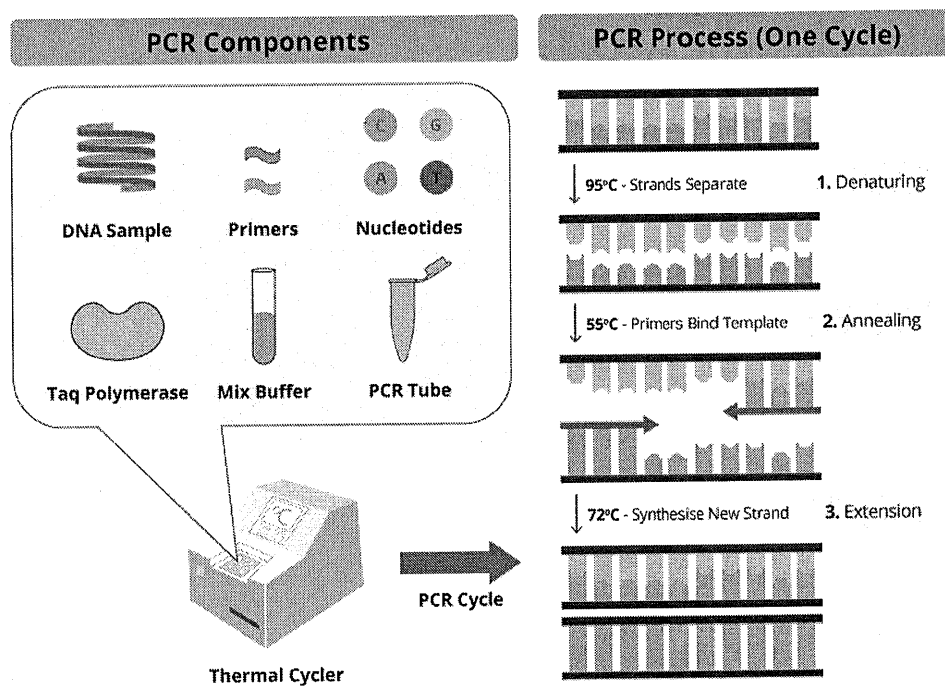 PCR Components
C
G
A
T
DNA Sample
Primers
Nucleotides
Taq Polymerase
Mix Buffer
PCR Tube
°C
Thermal Cycler
PCR Cycle
PCR Process (One Cycle)
95ºC - Strands Separate
1. Denaturing
55ºC - Primers Bind Template
2. Annealing
72ºC - Synthesise New Strand
3. Extension